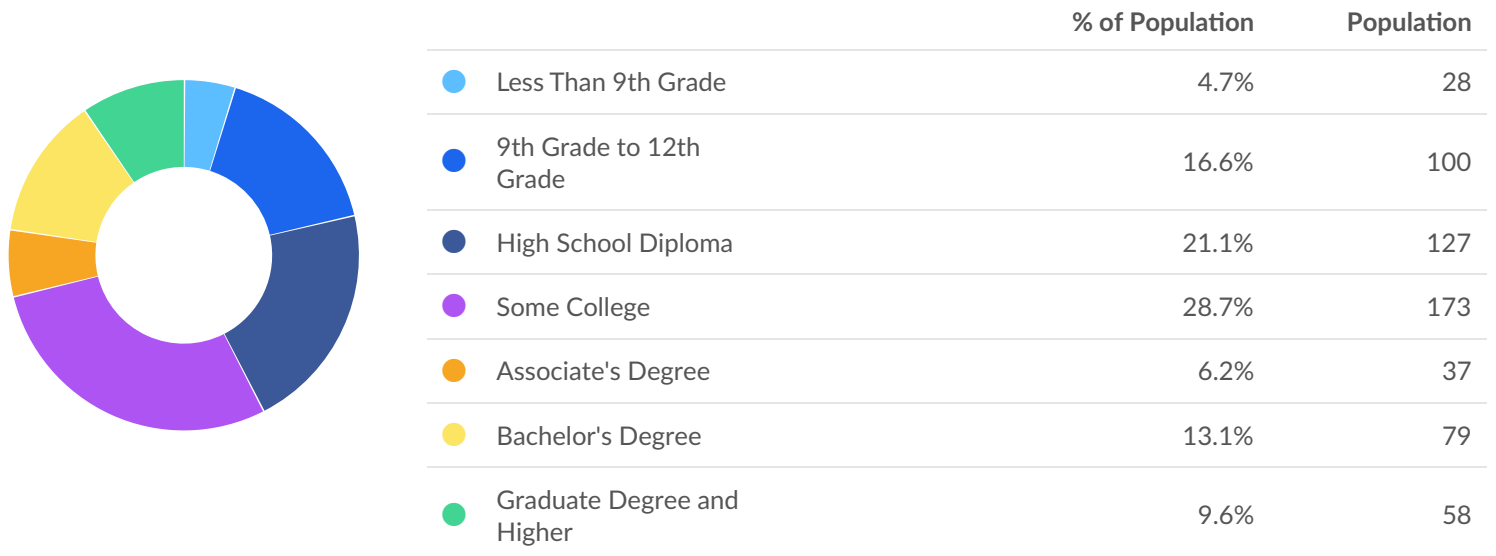 % of Population Population
Less Than 9th Grade 4.7% 28
9th Grade to 12th
Grade 16.6% 100
High School Diploma 21.1% 127
Some College 28.7% 173
Associate's Degree 6.2% 37
Bachelor's Degree 13.1% 79
Graduate Degree and
Higher 9.6% 58